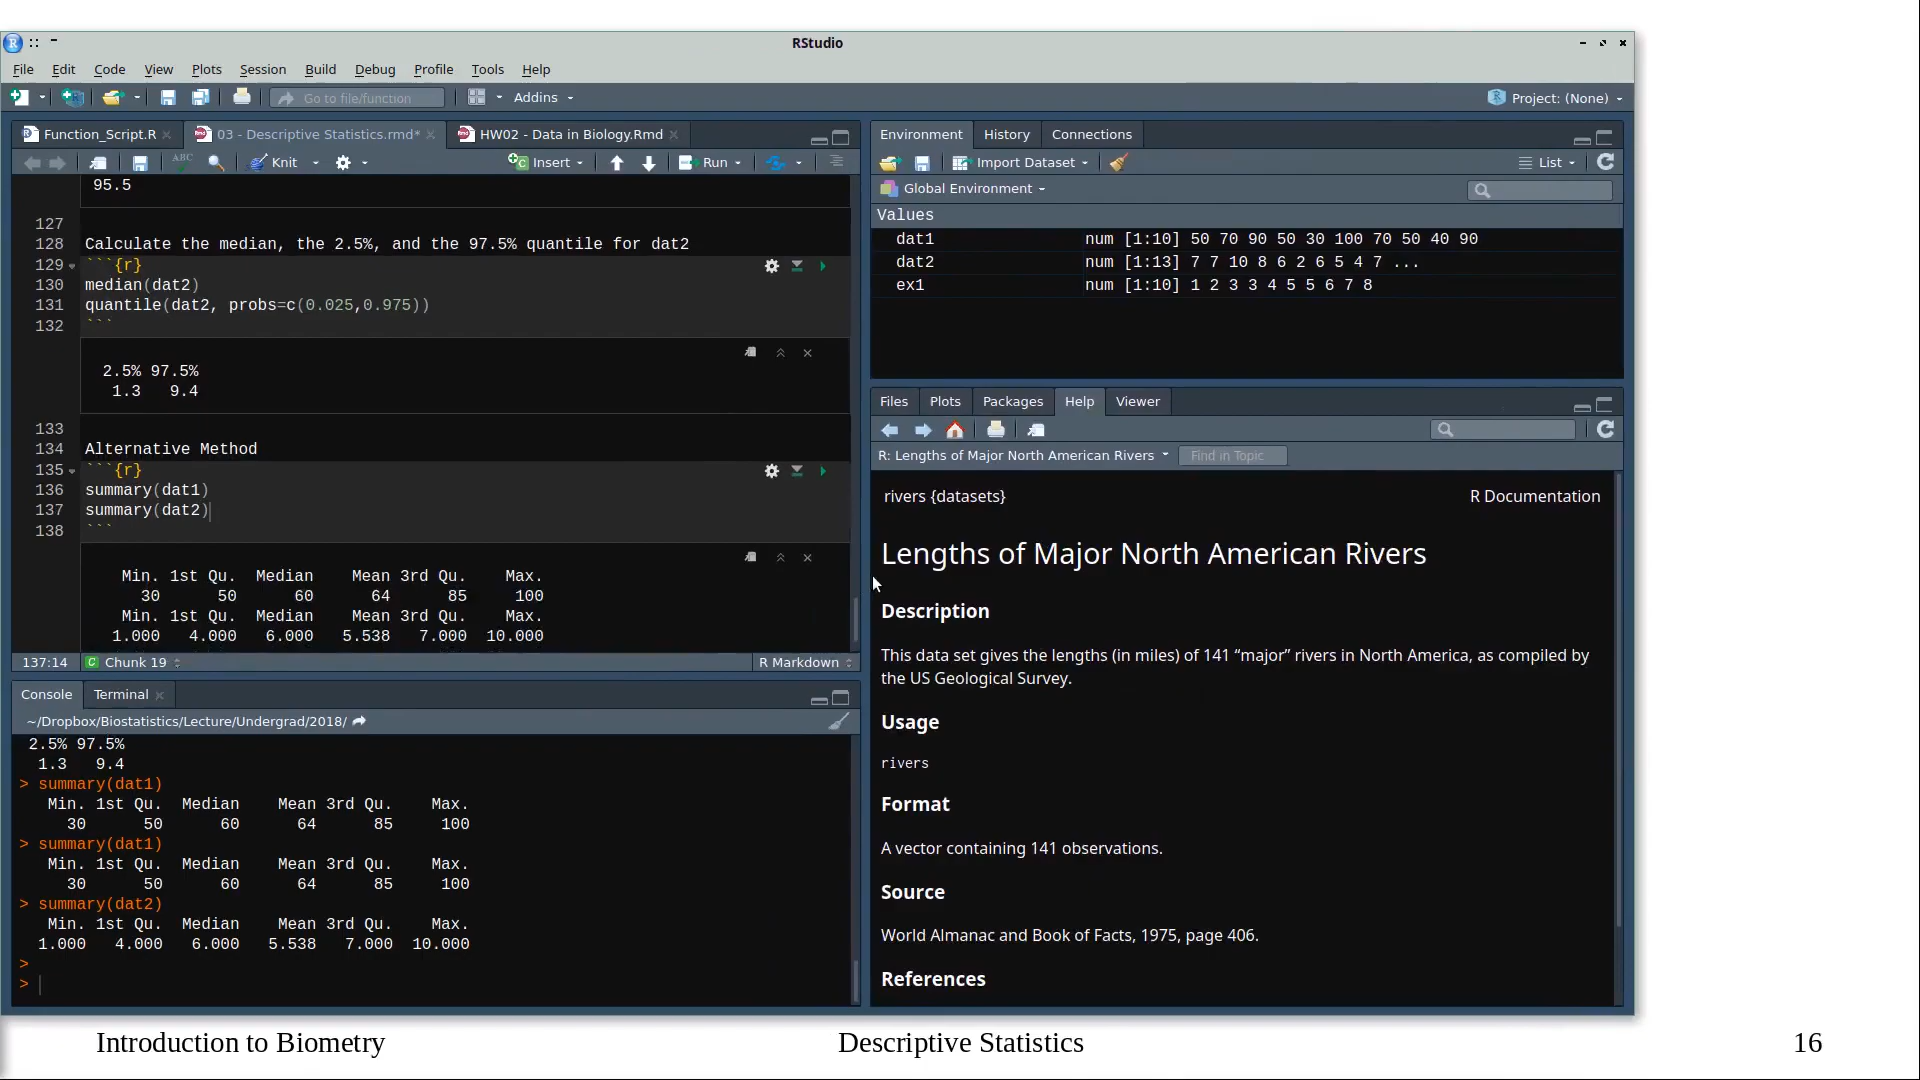 RStudio
File Edit Code View Plots Session Build Debug Profile Tools Help
Go to file/function Addins Project: (None)
Function_Script.R 03 - Descriptive Statistics.rmd* HW02 - Data in Biology.Rmd
ABC Knit Insert Run
95.5
127
128 Calculate the median, the 2.5%, and the 97.5% quantile for dat2
129 ```{r}
130 median(dat2)
131 quantile(dat2, probs=c(0.025,0.975))
132 ```
2.5% 97.5%
1.3 9.4
133
134 Alternative Method
135 ```{r}
136 summary(dat1)
137 summary(dat2)
138 ```
Min. 1st Qu. Median Mean 3rd Qu. Max.
30 50 60 64 85 100
Min. 1st Qu. Median Mean 3rd Qu. Max.
1.000 4.000 6.000 5.538 7.000 10.000
137:14 Chunk 19 R Markdown
Console Terminal
~/Dropbox/Biostatistics/Lecture/Undergrad/2018/
2.5% 97.5%
1.3 9.4
> summary(dat1)
Min. 1st Qu. Median Mean 3rd Qu. Max.
30 50 60 64 85 100
> summary(dat1)
Min. 1st Qu. Median Mean 3rd Qu. Max.
30 50 60 64 85 100
> summary(dat2)
Min. 1st Qu. Median Mean 3rd Qu. Max.
1.000 4.000 6.000 5.538 7.000 10.000
>
>
Environment History Connections
Import Dataset List
Global Environment
Values
dat1 num [1:10] 50 70 90 50 30 100 70 50 40 90
dat2 num [1:13] 7 7 10 8 6 2 6 5 4 7 ...
ex1 num [1:10] 1 2 3 3 4 5 5 6 7 8
Files Plots Packages Help Viewer
R: Lengths of Major North American Rivers Find in Topic
rivers {datasets} R Documentation
Lengths of Major North American Rivers
Description
This data set gives the lengths (in miles) of 141 “major” rivers in North America, as compiled by
the US Geological Survey.
Usage
rivers
Format
A vector containing 141 observations.
Source
World Almanac and Book of Facts, 1975, page 406.
References
Introduction to Biometry Descriptive Statistics 16